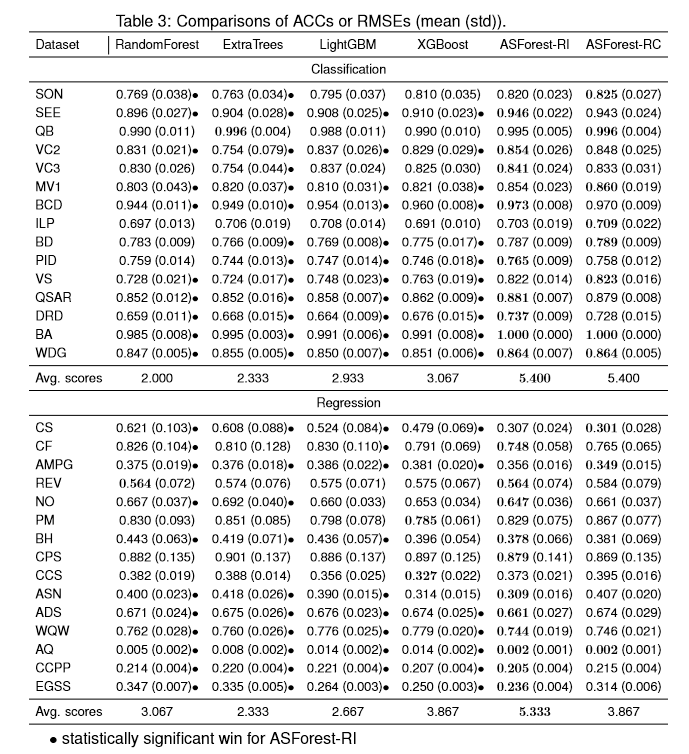 Table 3: Comparisons of ACCs or RMSEs (mean (std)).
Dataset RandomForest ExtraTrees LightGBM XGBoost ASForest-RI ASForest-RC
Classification
SON 0.769 (0.038)• 0.763 (0.034)• 0.795 (0.037) 0.810 (0.035) 0.820 (0.023) 0.825 (0.027)
SEE 0.896 (0.027)• 0.904 (0.028)• 0.908 (0.025)• 0.910 (0.023)• 0.946 (0.022) 0.943 (0.024)
QB 0.990 (0.011) 0.996 (0.004) 0.988 (0.011) 0.990 (0.010) 0.995 (0.005) 0.996 (0.004)
VC2 0.831 (0.021)• 0.754 (0.079)• 0.837 (0.026)• 0.829 (0.029)• 0.854 (0.026) 0.848 (0.025)
VC3 0.830 (0.026) 0.754 (0.044)• 0.837 (0.024) 0.825 (0.030) 0.841 (0.024) 0.833 (0.031)
MV1 0.803 (0.043)• 0.820 (0.037)• 0.810 (0.031)• 0.821 (0.038)• 0.854 (0.023) 0.860 (0.019)
BCD 0.944 (0.011)• 0.949 (0.010)• 0.954 (0.013)• 0.960 (0.008)• 0.973 (0.008) 0.970 (0.009)
ILP 0.697 (0.013) 0.706 (0.019) 0.708 (0.014) 0.691 (0.010) 0.703 (0.019) 0.709 (0.022)
BD 0.783 (0.009) 0.766 (0.009)• 0.769 (0.008)• 0.775 (0.017)• 0.787 (0.009) 0.789 (0.009)
PID 0.759 (0.014) 0.744 (0.013)• 0.747 (0.014)• 0.746 (0.018)• 0.765 (0.009) 0.758 (0.012)
VS 0.728 (0.021)• 0.724 (0.017)• 0.748 (0.023)• 0.763 (0.019)• 0.822 (0.014) 0.823 (0.016)
QSAR 0.852 (0.012)• 0.852 (0.016)• 0.858 (0.007)• 0.862 (0.009)• 0.881 (0.007) 0.879 (0.008)
DRD 0.659 (0.011)• 0.668 (0.015)• 0.664 (0.009)• 0.676 (0.015)• 0.737 (0.009) 0.728 (0.015)
BA 0.985 (0.008)• 0.995 (0.003)• 0.991 (0.006)• 0.991 (0.008)• 1.000 (0.000) 1.000 (0.000)
WDG 0.847 (0.005)• 0.855 (0.005)• 0.850 (0.007)• 0.851 (0.006)• 0.864 (0.007) 0.864 (0.005)
Avg. scores 2.000 2.333 2.933 3.067 5.400 5.400
Regression
CS 0.621 (0.103)• 0.608 (0.088)• 0.524 (0.084)• 0.479 (0.069)• 0.307 (0.024) 0.301 (0.028)
CF 0.826 (0.104)• 0.810 (0.128) 0.830 (0.110)• 0.791 (0.069) 0.748 (0.058) 0.765 (0.065)
AMPG 0.375 (0.019)• 0.376 (0.018)• 0.386 (0.022)• 0.381 (0.020)• 0.356 (0.016) 0.349 (0.015)
REV 0.564 (0.072) 0.574 (0.076) 0.575 (0.071) 0.575 (0.067) 0.564 (0.074) 0.584 (0.079)
NO 0.667 (0.037)• 0.692 (0.040)• 0.660 (0.033) 0.653 (0.034) 0.647 (0.036) 0.661 (0.037)
PM 0.830 (0.093) 0.851 (0.085) 0.798 (0.078) 0.785 (0.061) 0.829 (0.075) 0.867 (0.077)
BH 0.443 (0.063)• 0.419 (0.071)• 0.436 (0.057)• 0.396 (0.054) 0.378 (0.066) 0.381 (0.069)
CPS 0.882 (0.135) 0.901 (0.137) 0.886 (0.137) 0.897 (0.125) 0.879 (0.141) 0.869 (0.135)
CCS 0.382 (0.019) 0.388 (0.014) 0.356 (0.025) 0.327 (0.022) 0.373 (0.021) 0.395 (0.016)
ASN 0.400 (0.023)• 0.418 (0.026)• 0.390 (0.015)• 0.314 (0.015) 0.309 (0.016) 0.407 (0.020)
ADS 0.671 (0.024)• 0.675 (0.026)• 0.676 (0.023)• 0.674 (0.025)• 0.661 (0.027) 0.674 (0.029)
WQW 0.762 (0.028)• 0.760 (0.026)• 0.776 (0.025)• 0.779 (0.020)• 0.744 (0.019) 0.746 (0.021)
AQ 0.005 (0.002)• 0.008 (0.002)• 0.014 (0.002)• 0.014 (0.002)• 0.002 (0.001) 0.002 (0.001)
CCPP 0.214 (0.004)• 0.220 (0.004)• 0.221 (0.004)• 0.207 (0.004)• 0.205 (0.004) 0.215 (0.004)
EGSS 0.347 (0.007)• 0.335 (0.005)• 0.264 (0.003)• 0.250 (0.003)• 0.236 (0.004) 0.314 (0.006)
Avg. scores 3.067 2.333 2.667 3.867 5.333 3.867
• statistically significant win for ASForest-RI